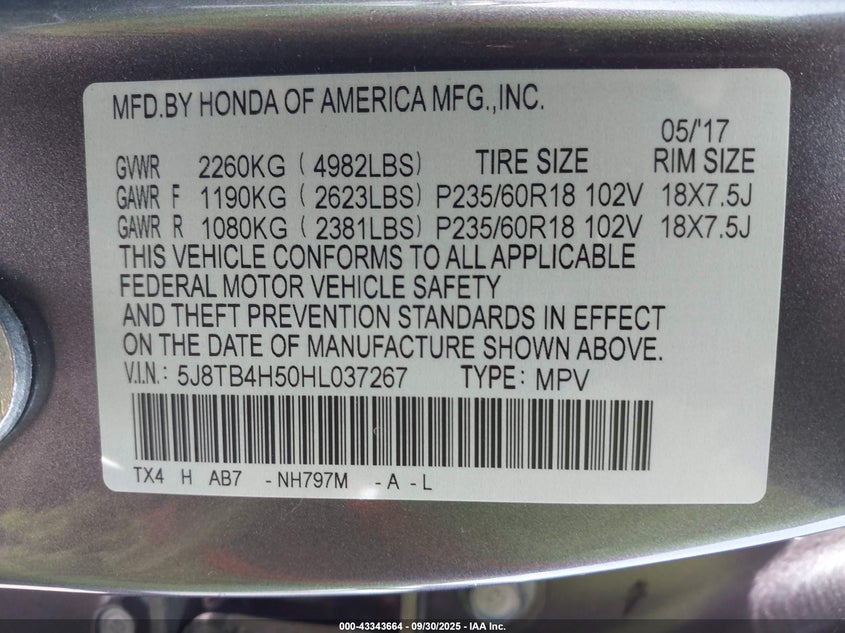 MFD.BY HONDA OF AMERICA MFG.,INC.
05/'17
GVWR 2260KG ( 4982LBS) TIRE SIZE RIM SIZE
GAWR F 1190KG ( 2623LBS) P235/60R18 102V 18X7.5J
GAWR R 1080KG ( 2381LBS) P235/60R18 102V 18X7.5J
THIS VEHICLE CONFORMS TO ALL APPLICABLE
FEDERAL MOTOR VEHICLE SAFETY
AND THEFT PREVENTION STANDARDS IN EFFECT
ON THE DATE OF MANUFACTURE SHOWN ABOVE.
V.I.N.: 5J8TB4H50HL037267 TYPE: MPV
TX4 H AB7 -NH797M -A -L
000-43343664 - 09/30/2025 - IAA Inc.